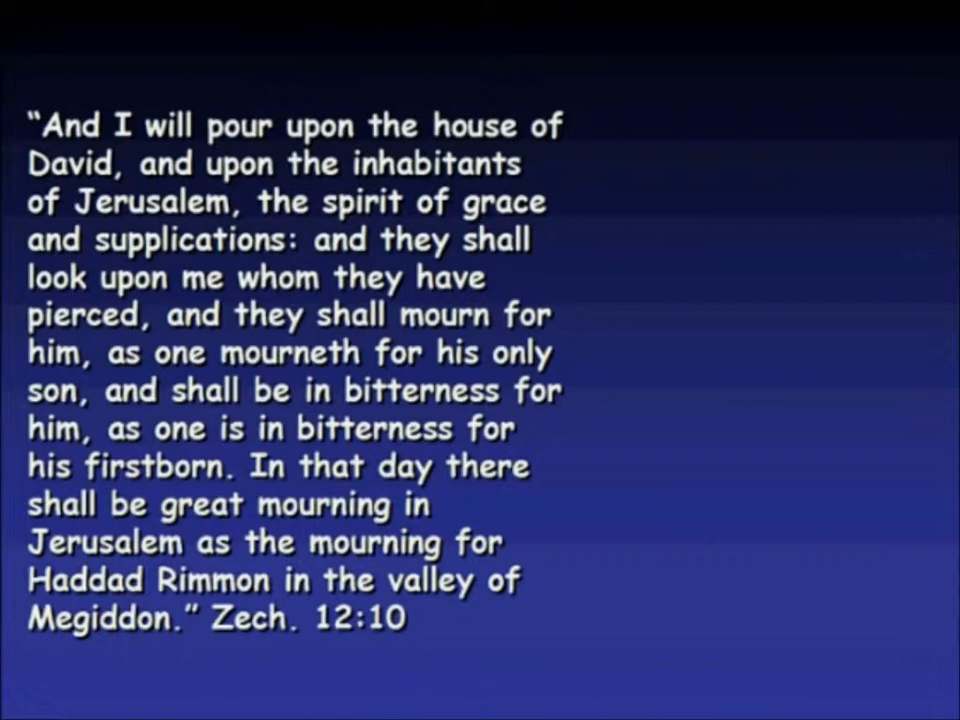 “And I will pour upon the house of
David, and upon the inhabitants
of Jerusalem, the spirit of grace
and supplications: and they shall
look upon me whom they have
pierced, and they shall mourn for
him, as one mourneth for his only
son, and shall be in bitterness for
him, as one is in bitterness for
his firstborn. In that day there
shall be great mourning in
Jerusalem as the mourning for
Haddad Rimmon in the valley of
Megiddon.” Zech. 12:10